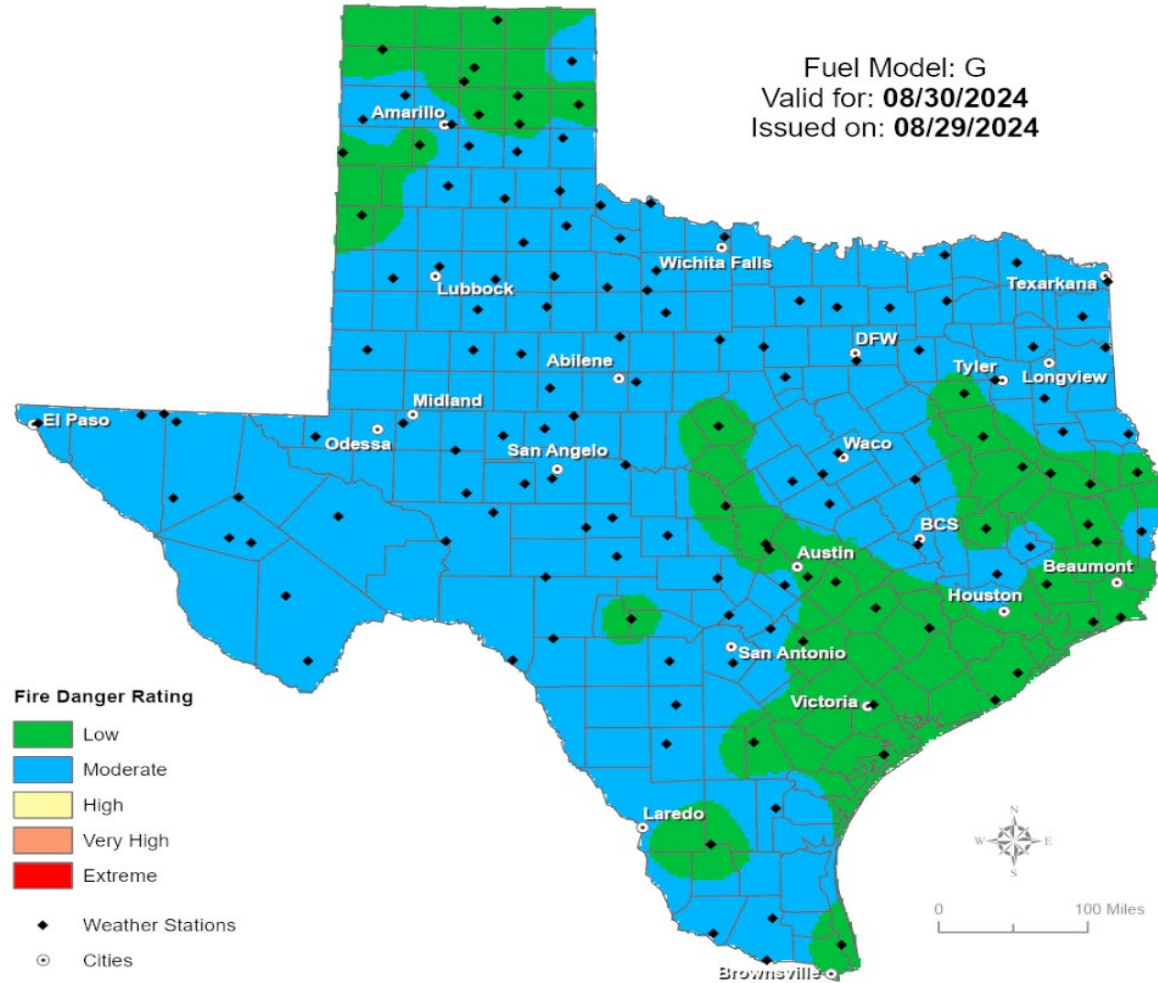 Fuel Model: G
Valid for: 08/30/2024
Issued on: 08/29/2024
Amarillo
Wichita Falls
Lubbock
Texarkana
DFW
Abilene
Tyler
Longview
Midland
El Paso
Odessa
Waco
San Angelo
BCS
Austin
Beaumont
Houston
San Antonio
Victoria
Laredo
Brownsville
Fire Danger Rating
Low
Moderate
High
Very High
Extreme
Weather Stations
Cities
N
W E
S
0 100 Miles